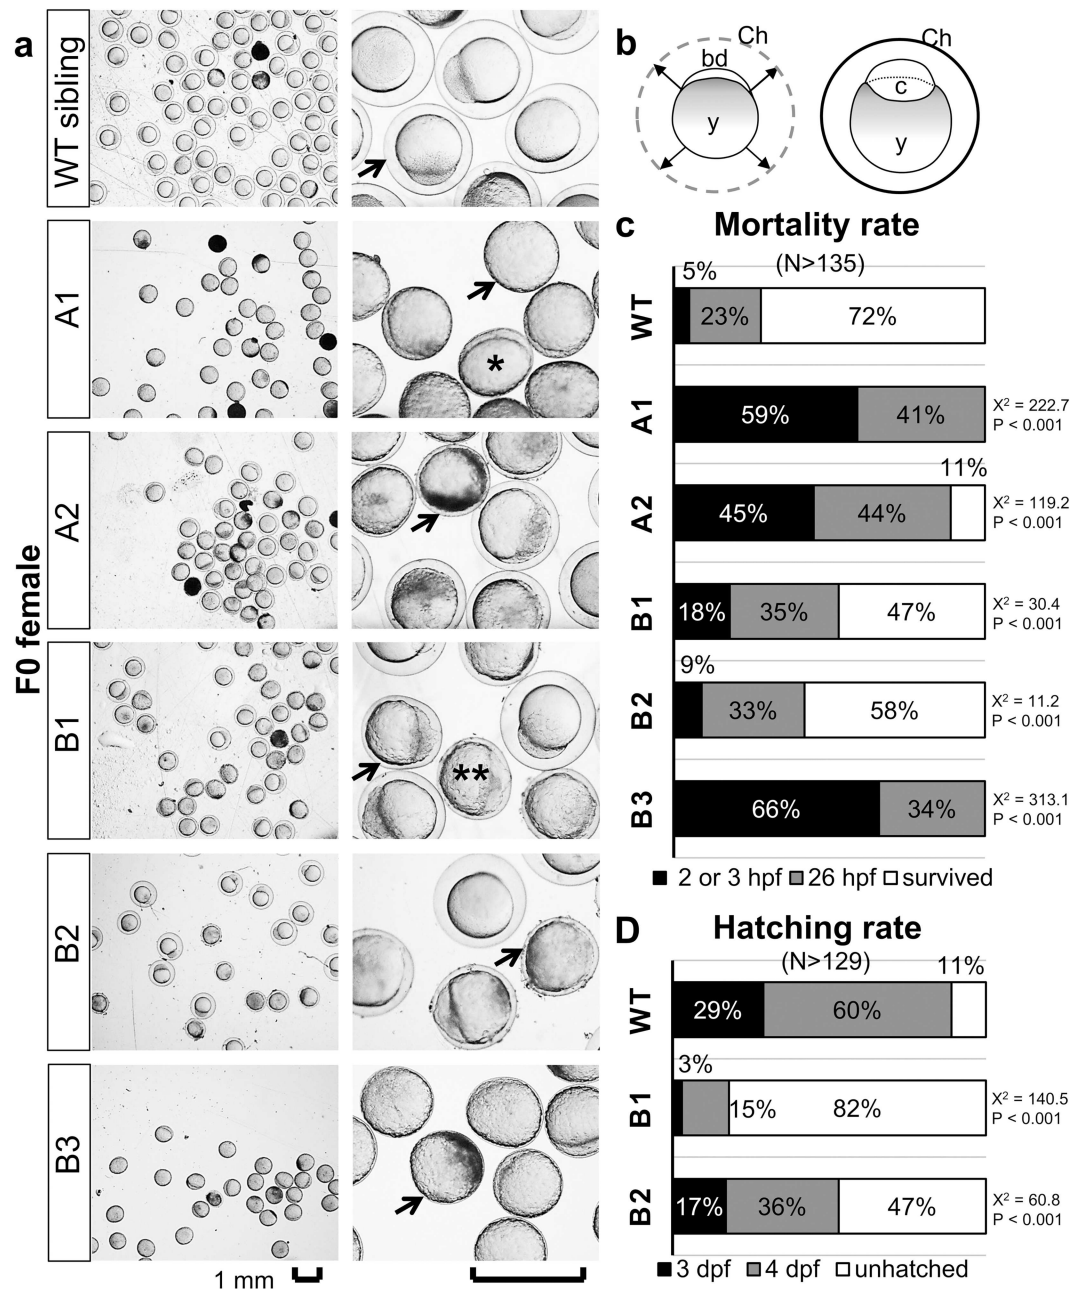 a
F0 female
WT sibling
A1
*
A2
B1
**
B2
B3
1 mm
b
Ch
bd
y
Ch
c
y
c
Mortality rate
(N>135)
5%
WT
23%
72%
A1
59%
41%
X² = 222.7
P < 0.001
11%
A2
45%
44%
X² = 119.2
P < 0.001
B1
18%
35%
47%
X² = 30.4
P < 0.001
9%
B2
33%
58%
X² = 11.2
P < 0.001
B3
66%
34%
X² = 313.1
P < 0.001
2 or 3 hpf 26 hpf survived
D
Hatching rate
(N>129)
11%
WT
29%
60%
3%
B1
15%
82%
X² = 140.5
P < 0.001
B2
17%
36%
47%
X² = 60.8
P < 0.001
3 dpf 4 dpf unhatched